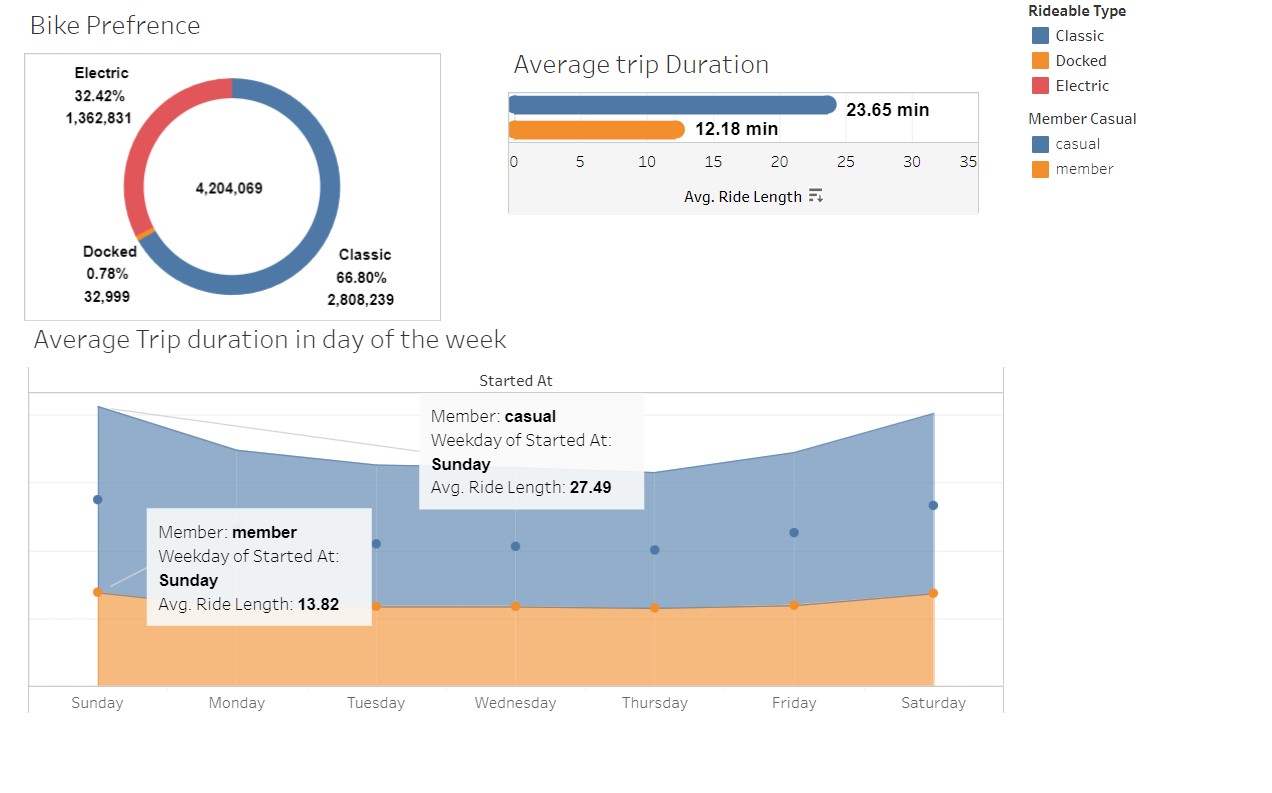 Bike Prefrence
Electric
32.42%
1,362,831
4,204,069
Docked
0.78%
32,999
Classic
66.80%
2,808,239
Average trip Duration
23.65 min
12.18 min
0 5 10 15 20 25 30 35
Avg. Ride Length
Rideable Type
Classic
Docked
Electric
Member Casual
casual
member
Average Trip duration in day of the week
Started At
Member: casual
Weekday of Started At:
Sunday
Avg. Ride Length: 27.49
Member: member
Weekday of Started At:
Sunday
Avg. Ride Length: 13.82
Sunday Monday Tuesday Wednesday Thursday Friday Saturday